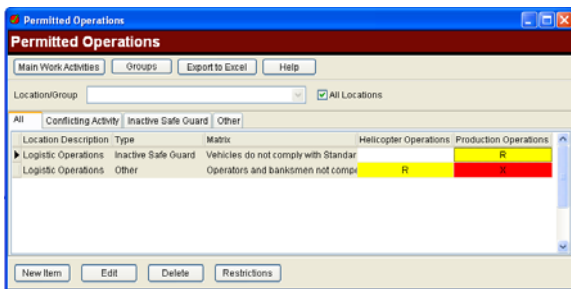 Permitted Operations
Permitted Operations
Main Work Activities Groups Export to Excel Help
Location/Group All Locations
All Conflicting Activity Inactive Safe Guard Other
Location Description Type Matrix Helicopter Operations Production Operations
Logistic Operations Inactive Safe Guard Vehicles do not comply with Standar R
Logistic Operations Other Operators and banksmen not compe R X
New Item Edit Delete Restrictions